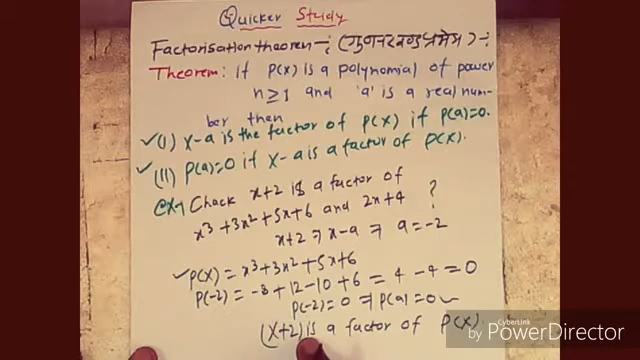 Quicker Study
Factorisation theorem -: (गुणनखण्ड प्रमेय) -:
Theorem: if P(x) is a polynomial of power
n ≥ 1 and 'a' is a real num-
ber then
✓(I) x-a is the factor of P(x) if P(a)=0.
✓(II) P(a)=0 if x-a is a factor of P(x).
Ex-1 Chack x+2 is a factor of
x³+3x²+5x+6 and 2x+4 ?
x+2 ⇒ x-a ⇒ a=-2
✓P(x) = x³+3x²+5x+6
P(-2) = -8+12-10+6 = 4-4=0
P(-2)=0 ⇒ P(a)=0 ✓
(x+2) is a factor of P(x)
by CyberLink PowerDirector